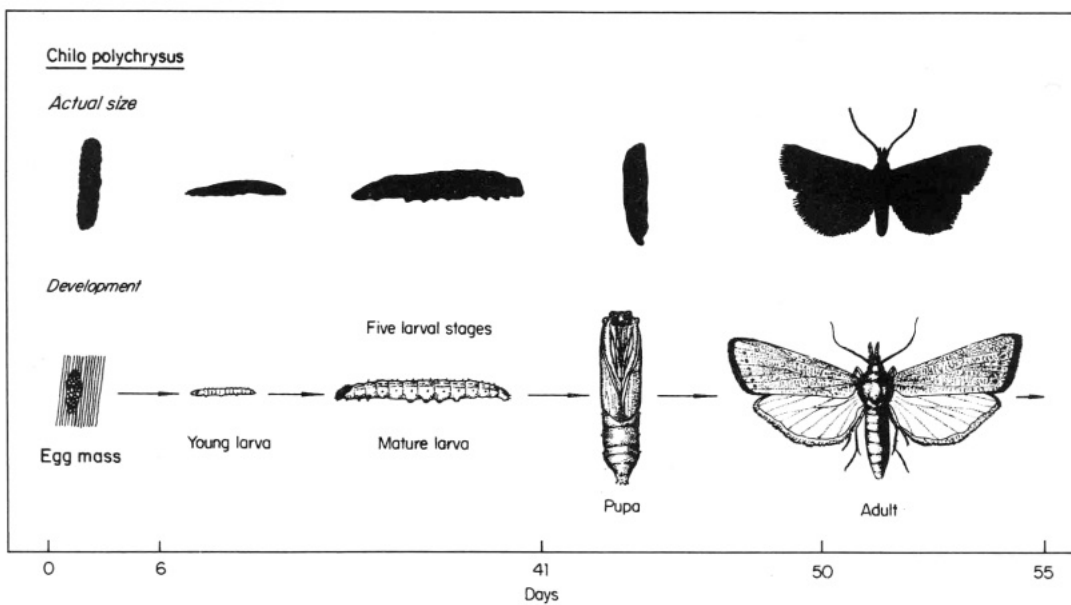 Chilo polychrysus
Actual size
Development
Five larval stages
Young larva
Mature larva
Egg mass
Pupa
Adult
0 6 41 50 55
Days